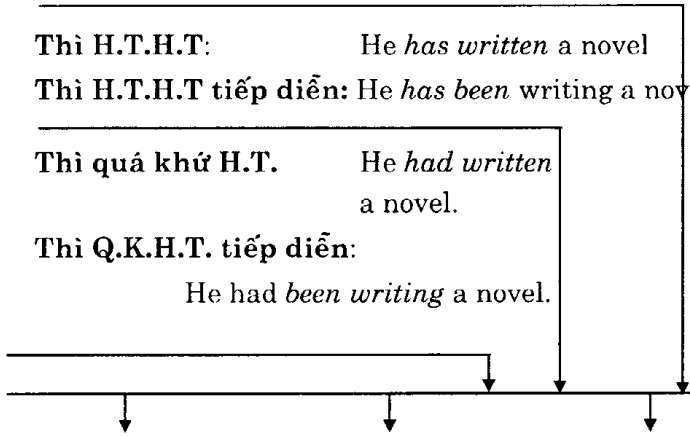 Thì H.T.H.T: He has written a novel
Thì H.T.H.T tiếp diễn: He has been writing a nov
Thì quá khứ H.T. He had written
a novel.
Thì Q.K.H.T. tiếp diễn:
He had been writing a novel.